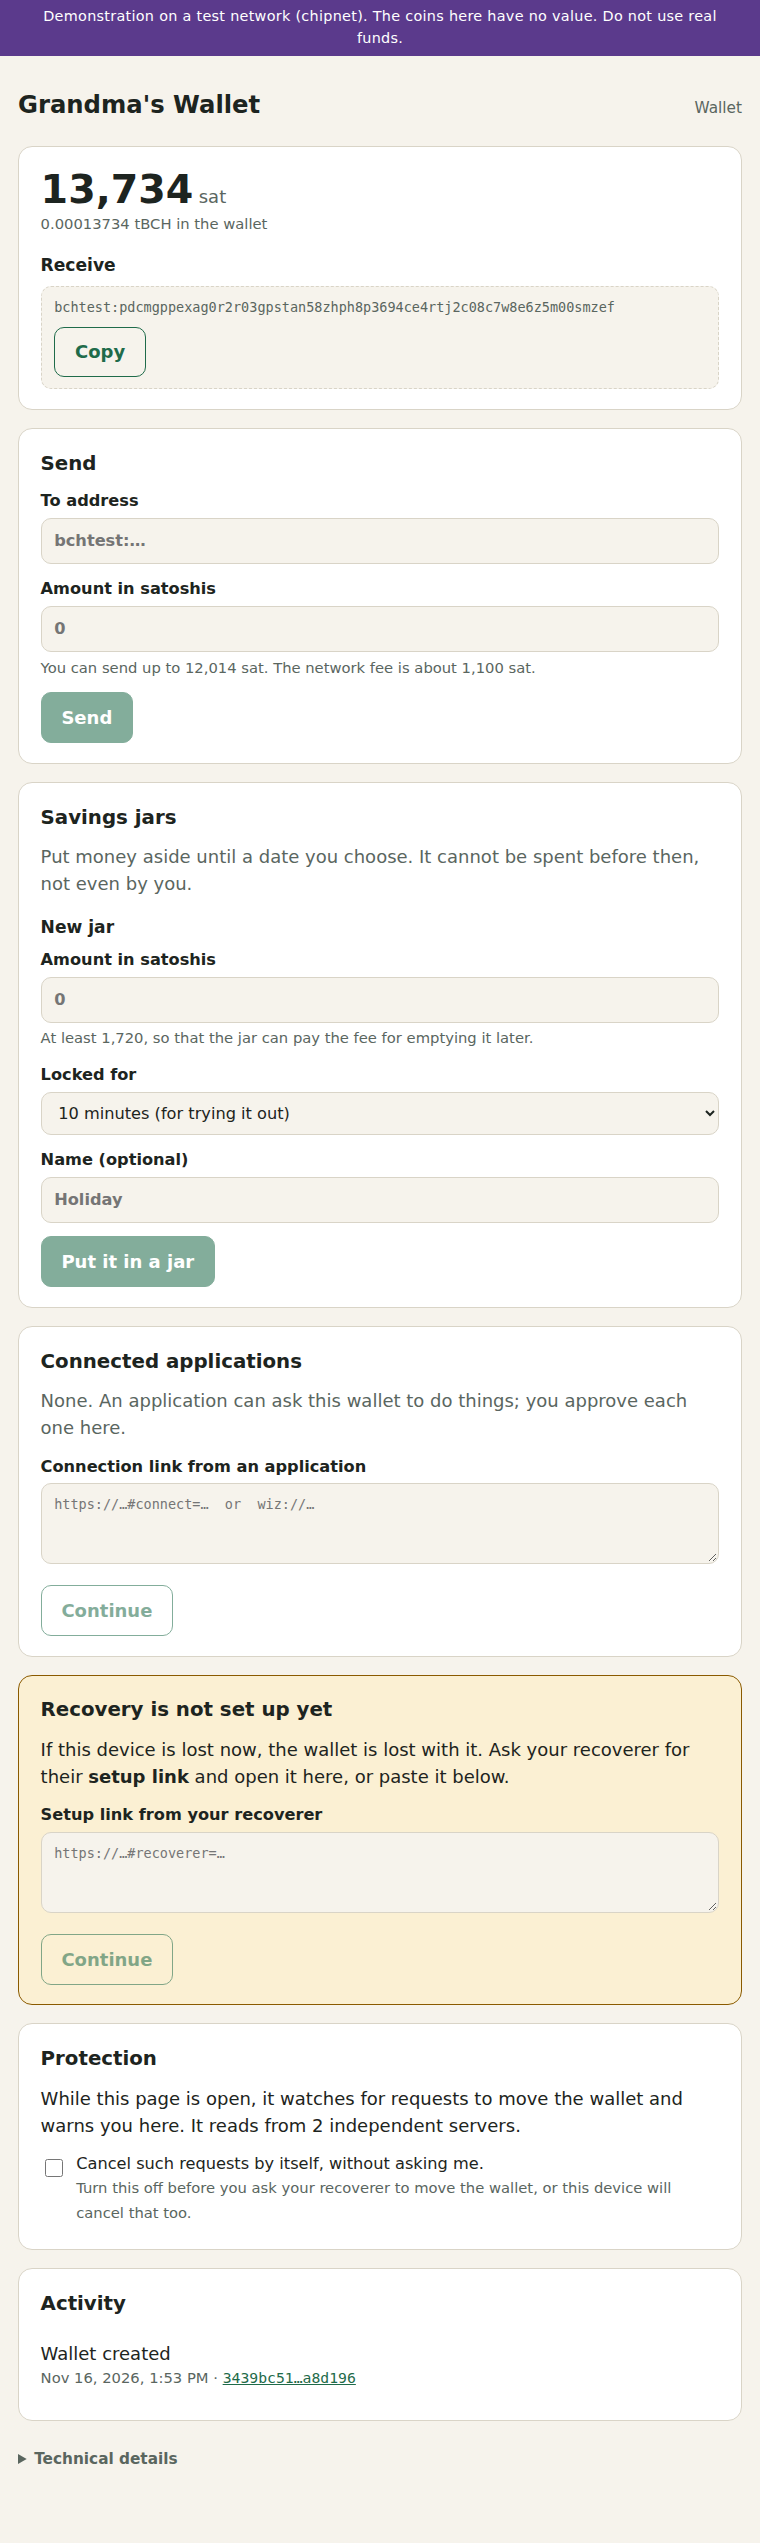 Demonstration on a test network (chipnet). The coins here have no value. Do not use real
funds.
Grandma's Wallet
Wallet
13,734 sat
0.00013734 tBCH in the wallet
Receive
bchtest:pdcmgppexag0r2r03gpstan58zhph8p3694ce4rtj2c08c7w8e6z5m00smzef
Copy
Send
To address
bchtest:…
Amount in satoshis
0
You can send up to 12,014 sat. The network fee is about 1,100 sat.
Send
Savings jars
Put money aside until a date you choose. It cannot be spent before then,
not even by you.
New jar
Amount in satoshis
0
At least 1,720, so that the jar can pay the fee for emptying it later.
Locked for
10 minutes (for trying it out)
Name (optional)
Holiday
Put it in a jar
Connected applications
None. An application can ask this wallet to do things; you approve each
one here.
Connection link from an application
https://…#connect=… or wiz://…
Continue
Recovery is not set up yet
If this device is lost now, the wallet is lost with it. Ask your recoverer for
their setup link and open it here, or paste it below.
Setup link from your recoverer
https://…#recoverer=…
Continue
Protection
While this page is open, it watches for requests to move the wallet and
warns you here. It reads from 2 independent servers.
Cancel such requests by itself, without asking me.
Turn this off before you ask your recoverer to move the wallet, or this device will
cancel that too.
Activity
Wallet created
Nov 16, 2026, 1:53 PM · 3439bc51…a8d196
Technical details